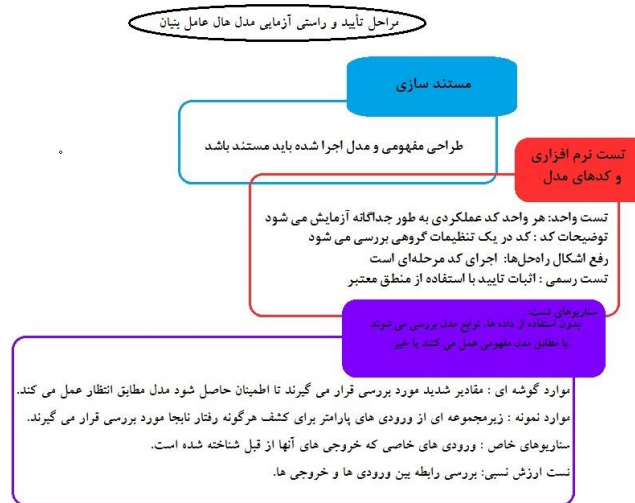 مراحل تأیید و راستی آزمایی مدل هال عامل بنیان
مستند سازی
طراحی مفهومی و مدل اجرا شده باید مستند باشد
تست نرم افزاری
و کدهای مدل
تست واحد: هر واحد کد عملکردی به طور جداگانه آزمایش می شود
توضیحات کد : کد در یک تنظیمات گروهی بررسی می شود
رفع اشکال راه‌حل‌ها: اجرای کد مرحله‌ای است
تست رسمی : اثبات تایید با استفاده از منطق معتبر
سناریوهای تست:
بدون استفاده از داده ها، توابع مدل بررسی می شوند
یا مطابق مدل مفهومی عمل می کنند یا خیر
موارد گوشه ای : مقادیر شدید مورد بررسی قرار می گیرند تا اطمینان حاصل شود مدل مطابق انتظار عمل می کند.
موارد نمونه : زیرمجموعه ای از ورودی های پارامتر برای کشف هرگونه رفتار نابجا مورد بررسی قرار می گیرند.
سناریوهای خاص : ورودی های خاصی که خروجی های آنها از قبل شناخته شده است.
تست ارزش نسبی: بررسی رابطه بین ورودی ها و خروجی ها.